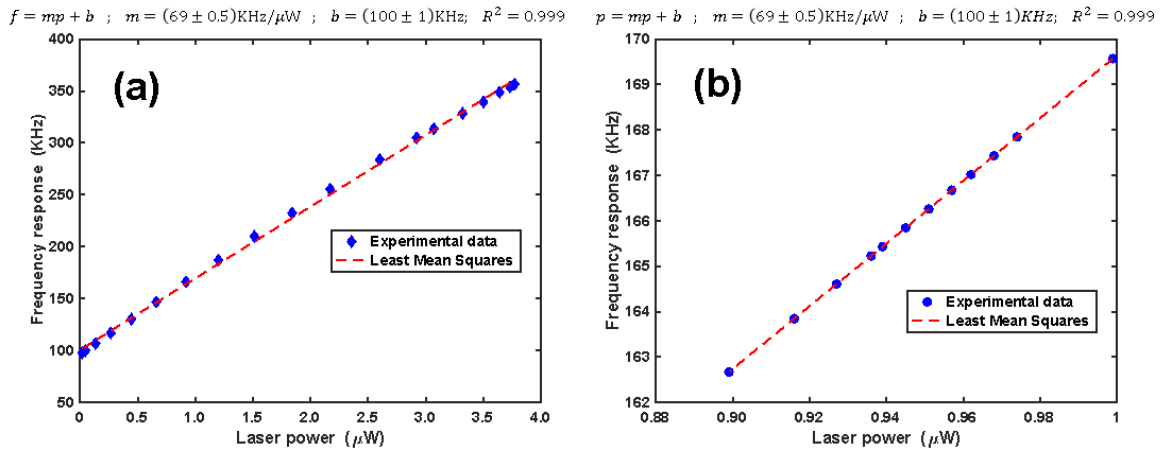 f = mp + b ; m = (69 ± 0.5)KHz/μW ; b = (100 ± 1)KHz; R² = 0.999
(a)
Frequency response (KHz)
400
350
300
250
200
150
100
50
0
0.5
1.0
1.5
2.0
2.5
3.0
3.5
4.0
Laser power (μW)
Experimental data
Least Mean Squares
p = mp + b ; m = (69 ± 0.5)KHz/μW ; b = (100 ± 1)KHz; R² = 0.999
(b)
Frequency response (KHz)
170
169
168
167
166
165
164
163
162
0.88
0.90
0.92
0.94
0.96
0.98
1
Laser power (μW)
Experimental data
Least Mean Squares